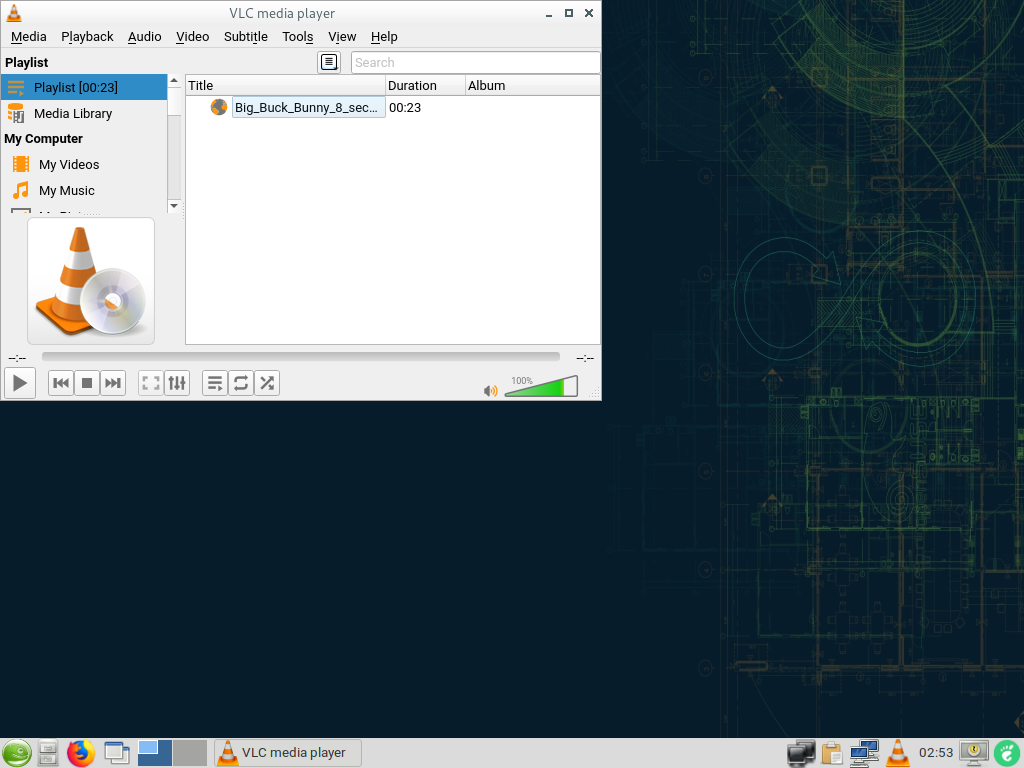 VLC media player
Media Playback Audio Video Subtitle Tools View Help
Playlist
Search
Playlist [00:23]
Media Library
My Computer
My Videos
My Music
Title Duration Album
Big_Buck_Bunny_8_sec... 00:23
--:-- --:--
100%
VLC media player
02:53